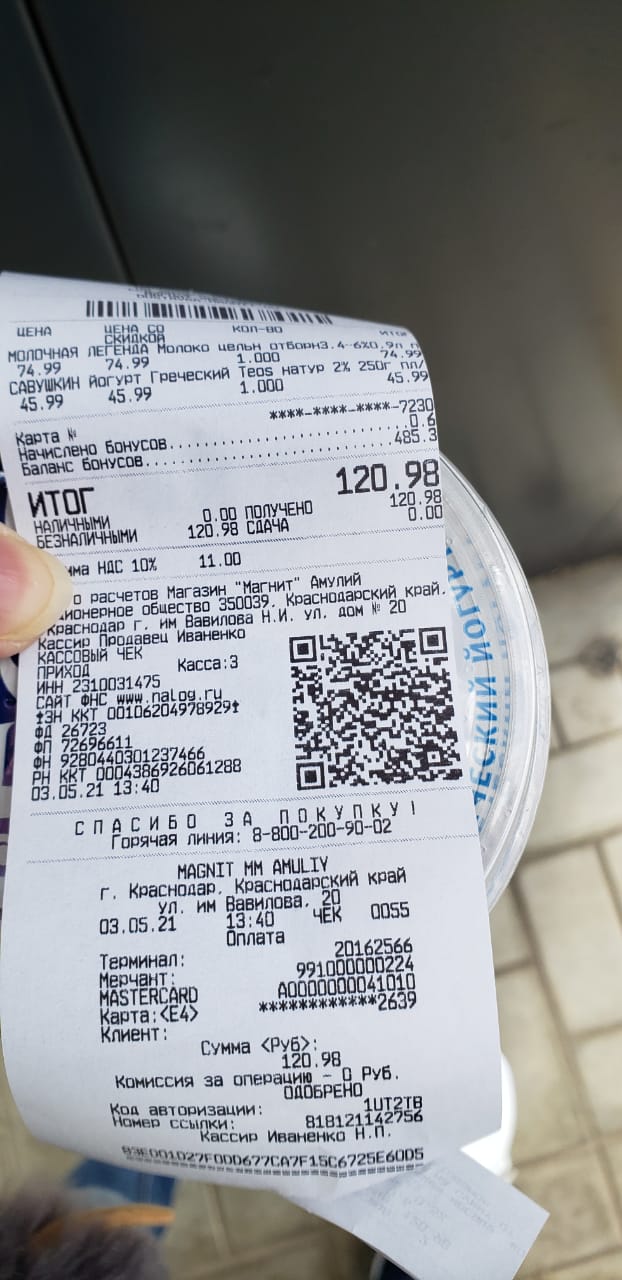 ЦЕНА ЦЕНА СО СКИДКОЙ КОЛ-ВО ИТОГ
МОЛОЧНАЯ ЛЕГЕНДА Молоко цельн отборн3.4-6%0.9л п
74.99 74.99 1.000 74.99
САВУШКИН Йогурт Греческий Teos натур 2% 250г пл/
45.99 45.99 1.000 45.99
Карта № ****-****-****-7230
Начислено бонусов 0.6
Баланс бонусов 485.3
ИТОГ 120.98
НАЛИЧНЫМИ 0.00 ПОЛУЧЕНО 120.98
БЕЗНАЛИЧНЫМИ 120.98 СДАЧА 0.00
мма НДС 10% 11.00
о расчетов Магазин "Магнит" Амулий
ционерное общество 350039, Краснодарский край,
Краснодар г, им Вавилова Н.И. ул, дом № 20
Кассир Продавец Иваненко
КАССОВЫЙ ЧЕК
ПРИХОД Касса:3
ИНН 2310031475
САЙТ ФНС www.nalog.ru
*ЗН ККТ 00106204978929*
ФД 26723
ФП 72696611
ФН 9280440301237466
РН ККТ 0004386926061288
03.05.21 13:40
СПАСИБО ЗА ПОКУПКУ!
Горячая линия: 8-800-200-90-02
MAGNIT MM AMULIY
г. Краснодар, Краснодарский край
ул. им Вавилова, 20
03.05.21 13:40 ЧЕК 0055
Оплата
Терминал: 20162566
Мерчант: 991000000224
MASTERCARD A0000000041010
Карта:<E4> ************2639
Клиент:
Сумма <Руб>:
120.98
Комиссия за операцию - 0 Руб.
ОДОБРЕНО
Код авторизации: 1UT2TB
Номер ссылки: 818121142756
Кассир Иваненко Н.П.
83E001D27F0DD677CA7F15C6725E60D5
ЧЕСКИЙ ЙОГУР